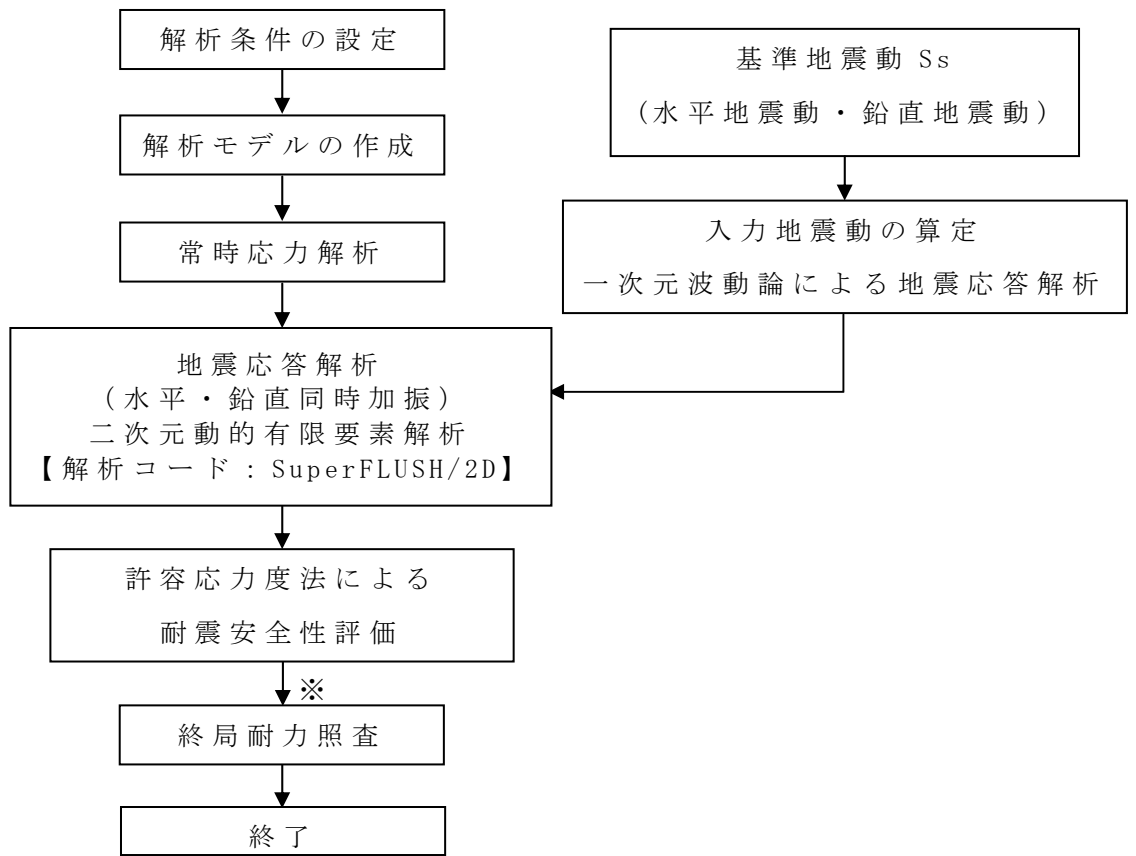 解析条件の設定
解析モデルの作成
常時応力解析
基準地震動 Ss
(水平地震動・鉛直地震動)
入力地震動の算定
一次元波動論による地震応答解析
地震応答解析
(水平・鉛直同時加振)
二次元動的有限要素解析
【解析コード:SuperFLUSH/2D】
許容応力度法による
耐震安全性評価
※
終局耐力照査
終了